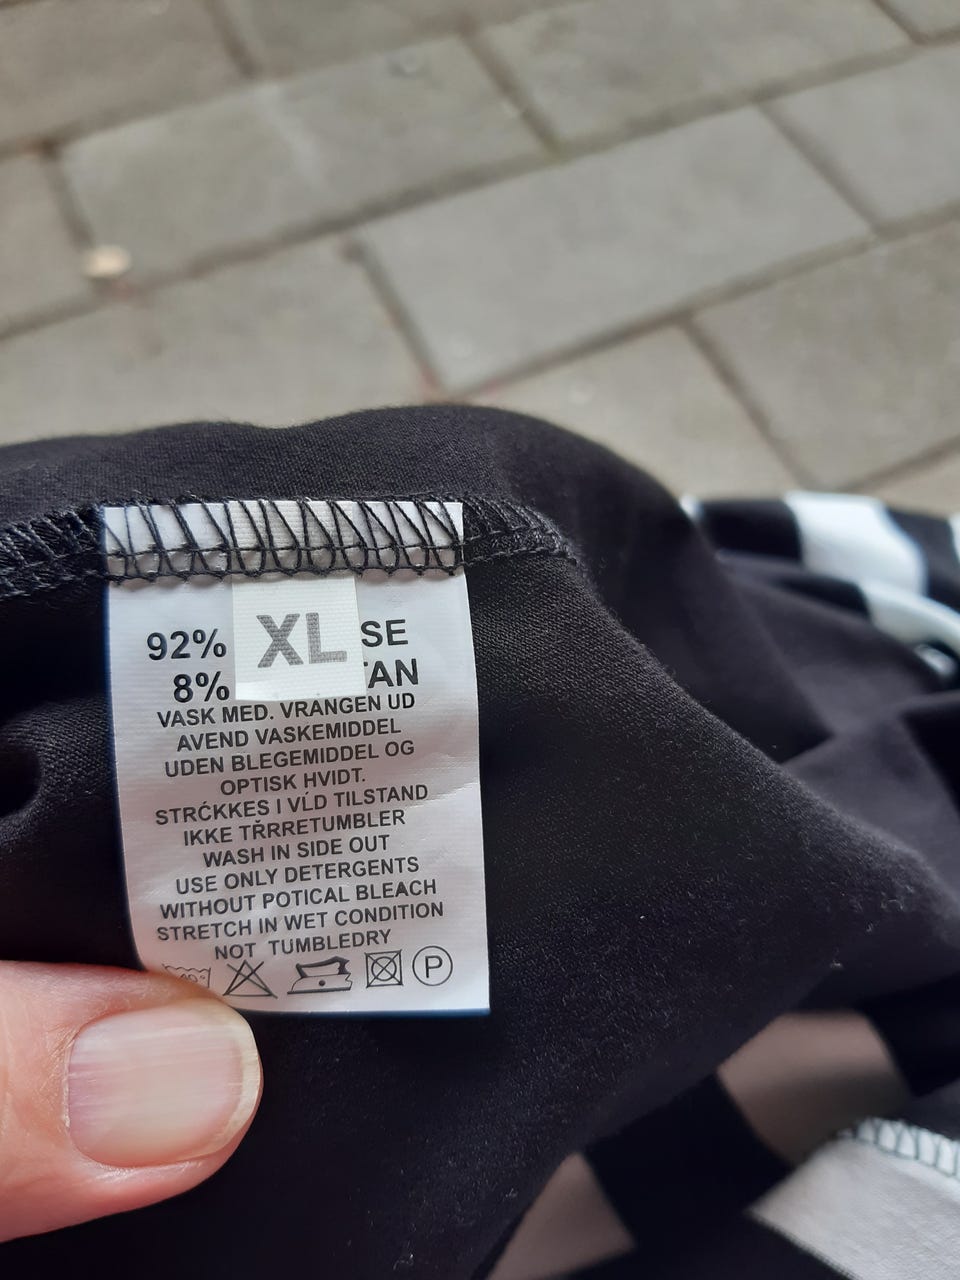 XL
92% SE
8% TAN
VASK MED. VRANGEN UD
AVEND VASKEMIDDEL
UDEN BLEGEMIDDEL OG
OPTISK HVIDT.
STRĆKKES I VĹD TILSTAND
IKKE TŘRRETUMBLER
WASH IN SIDE OUT
USE ONLY DETERGENTS
WITHOUT POTICAL BLEACH
STRETCH IN WET CONDITION
NOT TUMBLEDRY
40° P